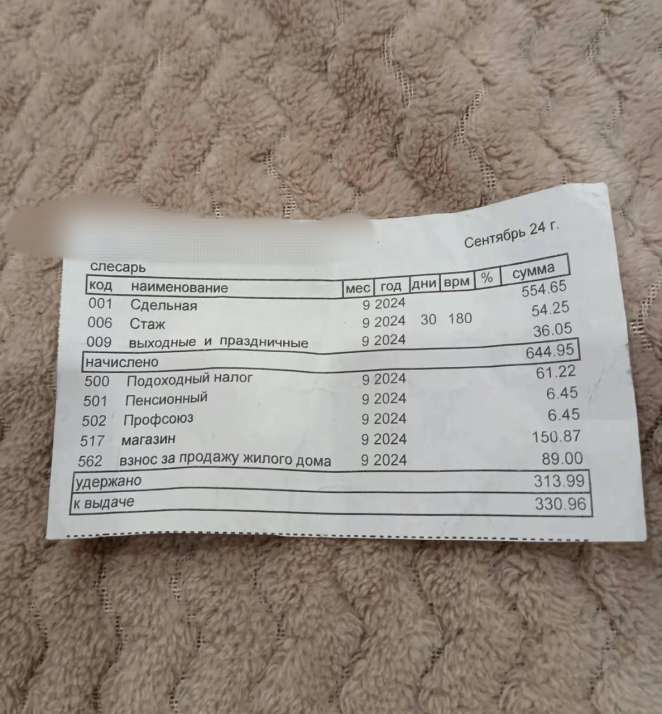 Сентябрь 24 г.
слесарь
код наименование мес год дни врм % сумма
001 Сдельная 9 2024 554.65
006 Стаж 9 2024 30 180 54.25
009 выходные и праздничные 9 2024 36.05
начислено 644.95
500 Подоходный налог 9 2024 61.22
501 Пенсионный 9 2024 6.45
502 Профсоюз 9 2024 6.45
517 магазин 9 2024 150.87
562 взнос за продажу жилого дома 9 2024 89.00
удержано 313.99
к выдаче 330.96